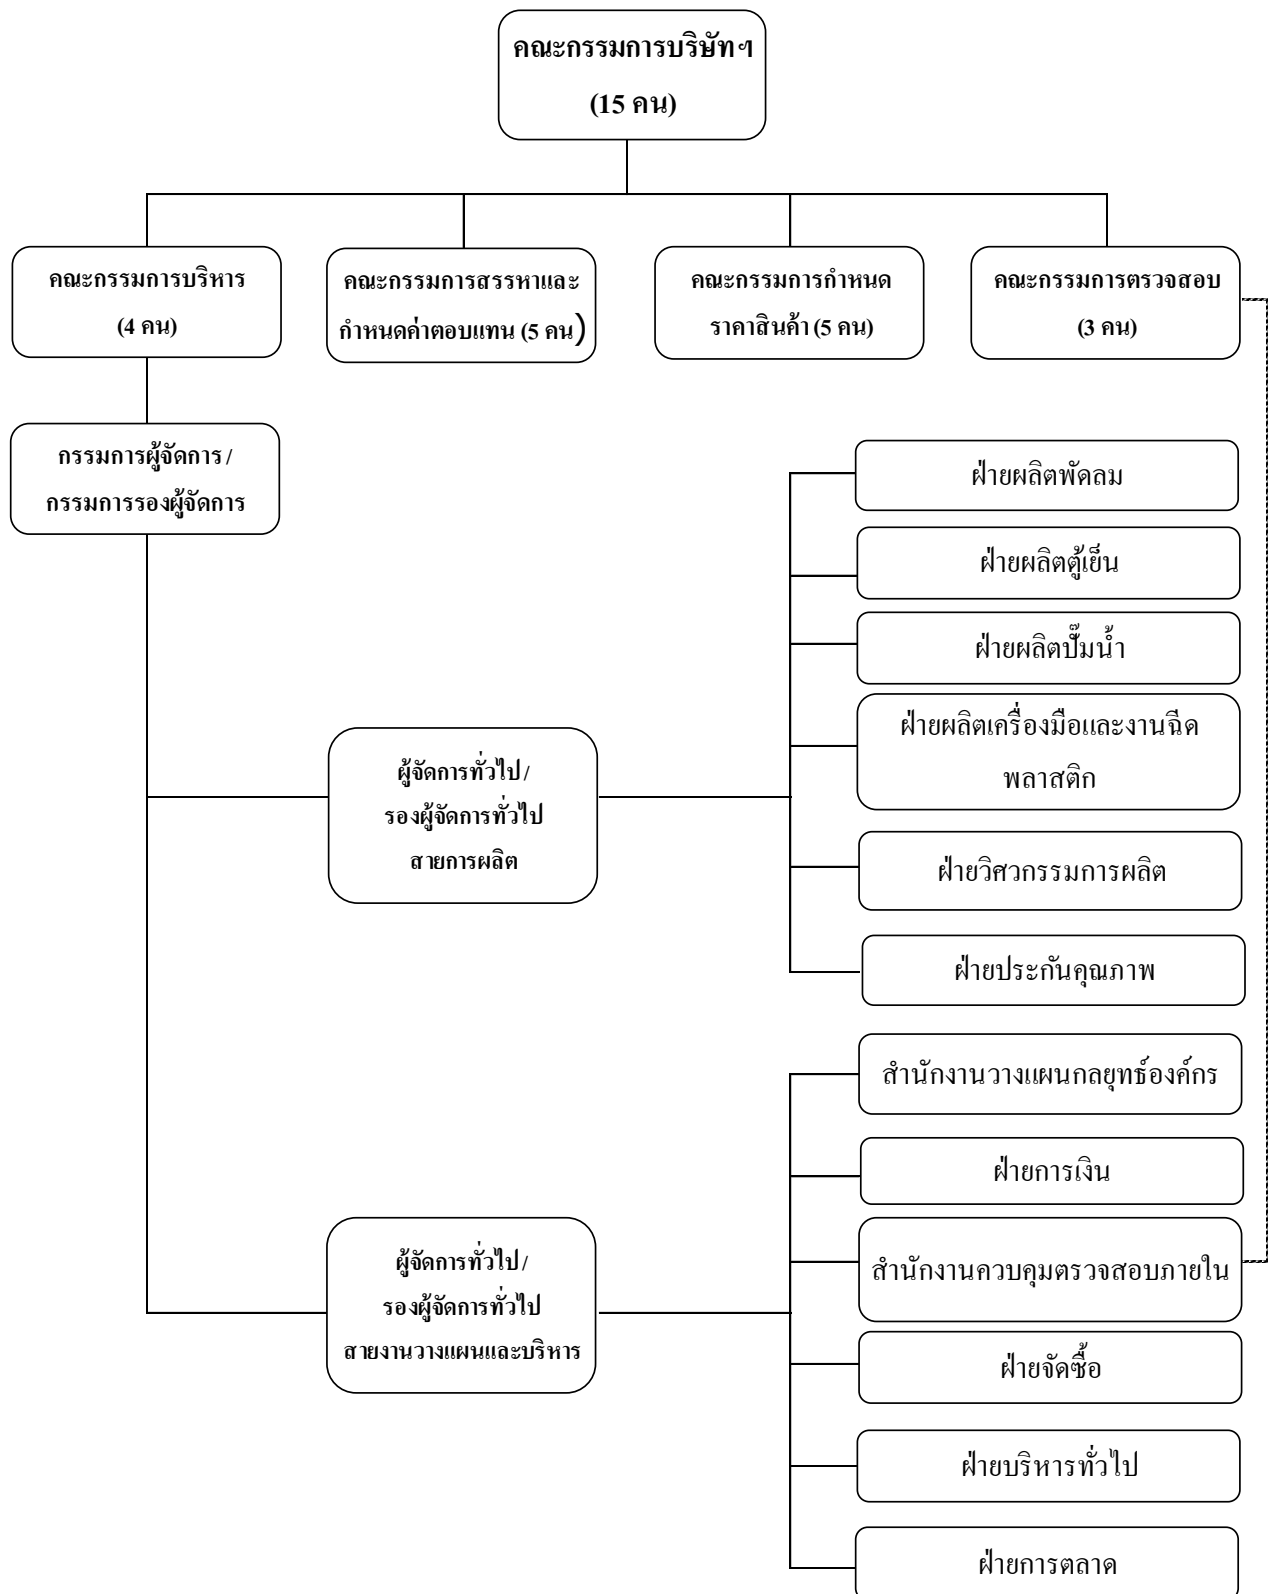 คณะกรรมการบริษัทฯ
(15 คน)
คณะกรรมการบริหาร
(4 คน)
คณะกรรมการสรรหาและ
กำหนดค่าตอบแทน (5 คน)
คณะกรรมการกำหนด
ราคาสินค้า (5 คน)
คณะกรรมการตรวจสอบ
(3 คน)
กรรมการผู้จัดการ /
กรรมการรองผู้จัดการ
ผู้จัดการทั่วไป /
รองผู้จัดการทั่วไป
สายการผลิต
ฝ่ายผลิตพัดลม
ฝ่ายผลิตตู้เย็น
ฝ่ายผลิตปั๊มน้ำ
ฝ่ายผลิตเครื่องมือและงานฉีด
พลาสติก
ฝ่ายวิศวกรรมการผลิต
ฝ่ายประกันคุณภาพ
ผู้จัดการทั่วไป /
รองผู้จัดการทั่วไป
สายงานวางแผนและบริหาร
สำนักงานวางแผนกลยุทธ์องค์กร
ฝ่ายการเงิน
สำนักงานควบคุมตรวจสอบภายใน
ฝ่ายจัดซื้อ
ฝ่ายบริหารทั่วไป
ฝ่ายการตลาด